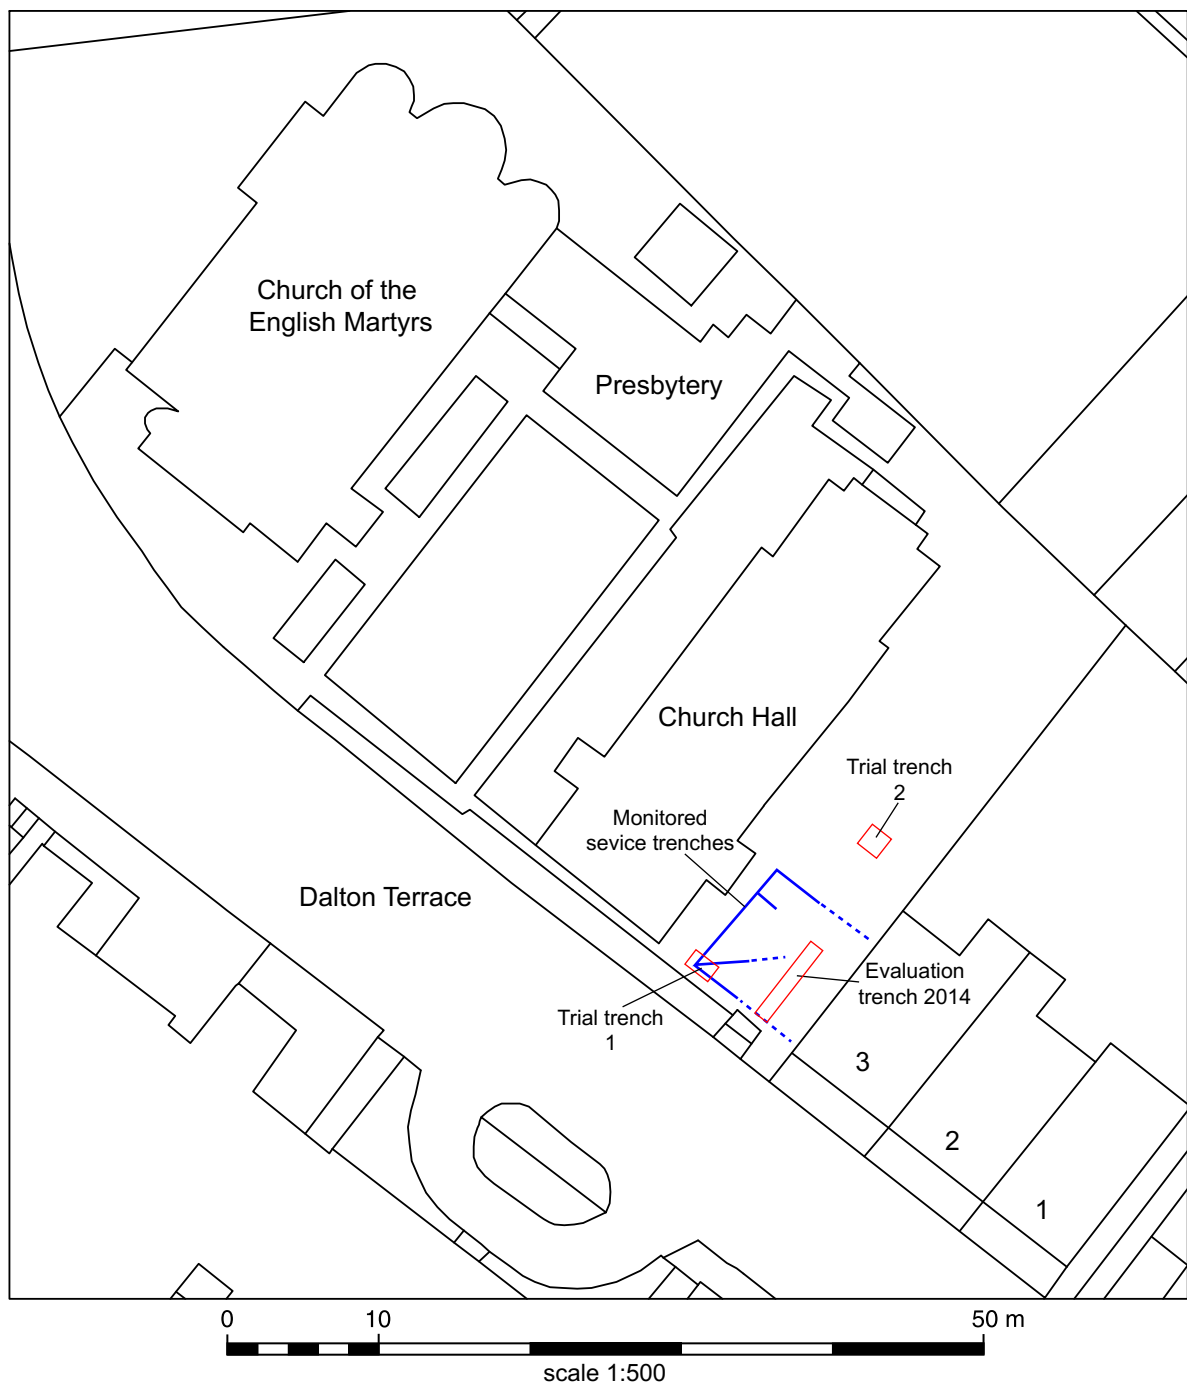 Church of the
English Martyrs
Presbytery
Church Hall
Trial trench
2
Monitored
sevice trenches
Dalton Terrace
Evaluation
trench 2014
Trial trench
1
3
2
1
0 10 50 m
scale 1:500